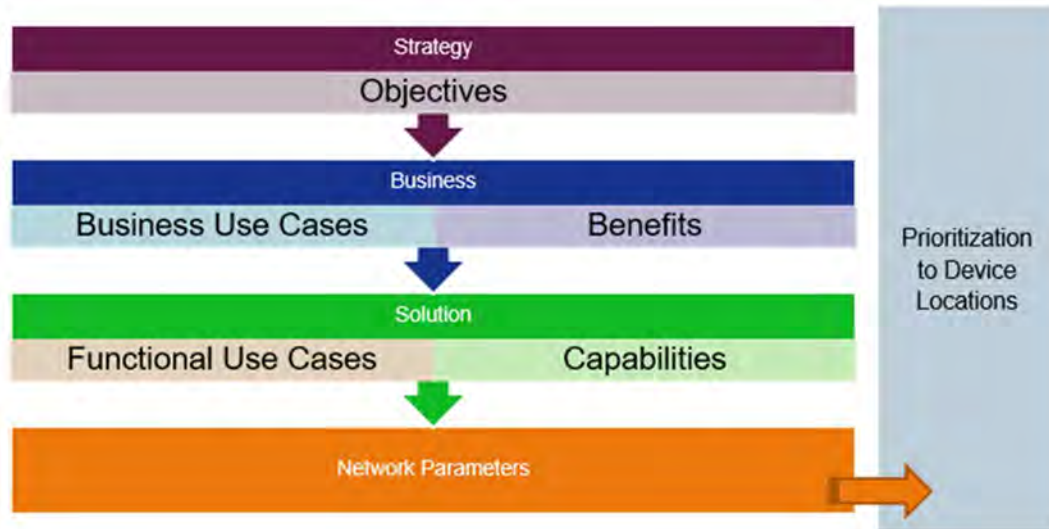 Strategy
Objectives
Business
Business Use Cases
Benefits
Solution
Functional Use Cases
Capabilities
Network Parameters
Prioritization
to Device
Locations